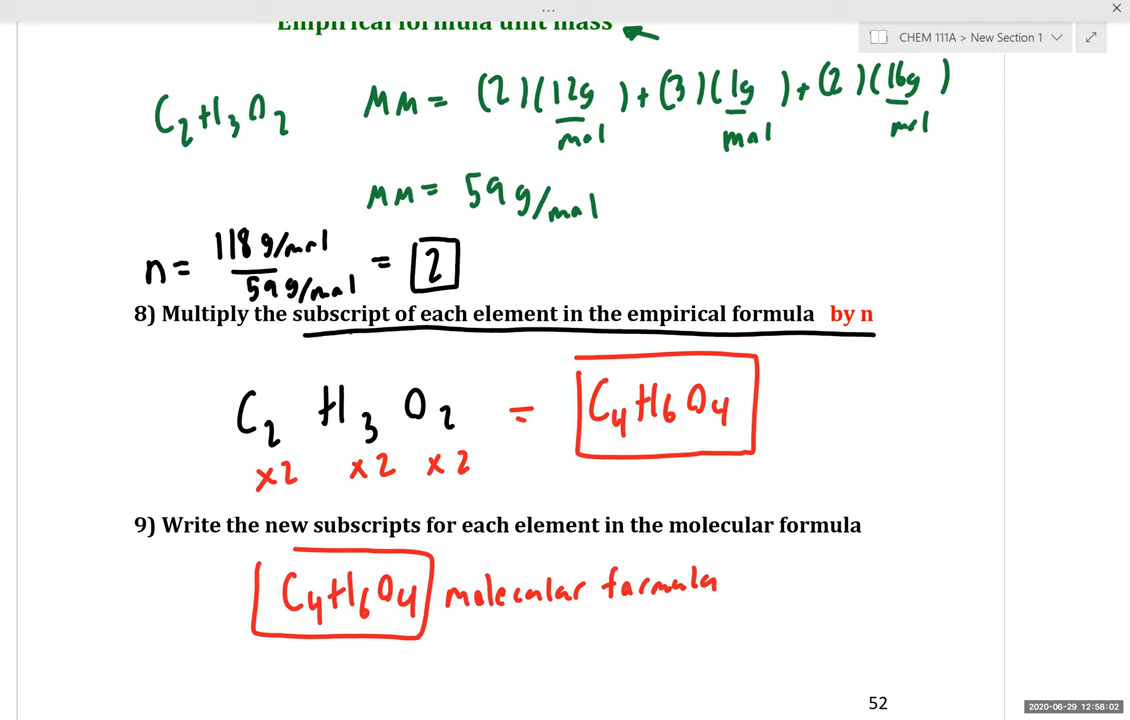 Empirical formula unit mass
CHEM 111A > New Section 1
C₂H₃O₂ MM = (2)(12g/mol) + (3)(1g/mol) + (2)(16g/mol)
MM = 59 g/mol
n = 118 g/mol / 59 g/mol = 2
8) Multiply the subscript of each element in the empirical formula by n
C₂ H₃ O₂ = C₄H₆O₄
x2 x2 x2
9) Write the new subscripts for each element in the molecular formula
C₄H₆O₄ molecular formula
52
2020-06-29 12:58:02